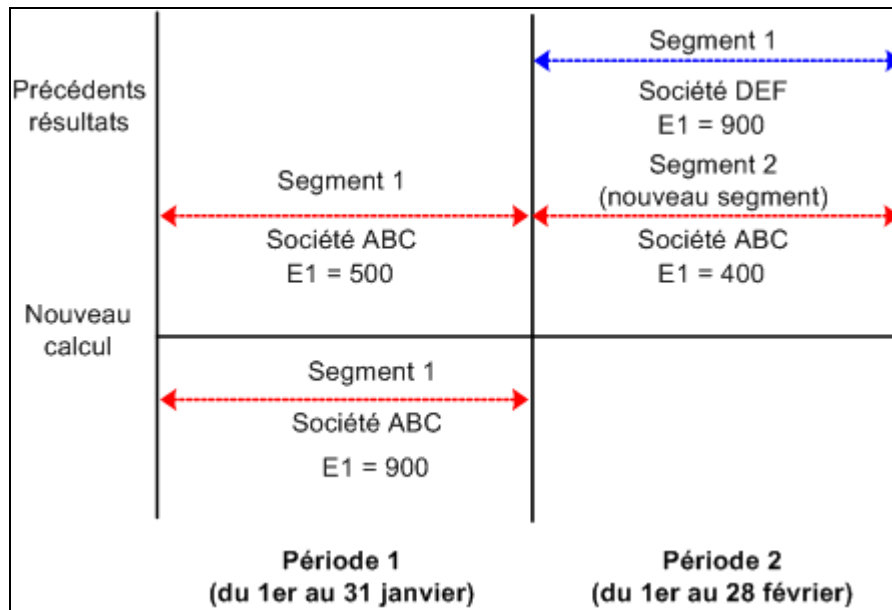 Précédents
résultats
Segment 1
Société ABC
E1 = 500
Segment 1
Société DEF
E1 = 900
Segment 2
(nouveau segment)
Société ABC
E1 = 400
Nouveau
calcul
Segment 1
Société ABC
E1 = 900
Période 1
(du 1er au 31 janvier)
Période 2
(du 1er au 28 février)